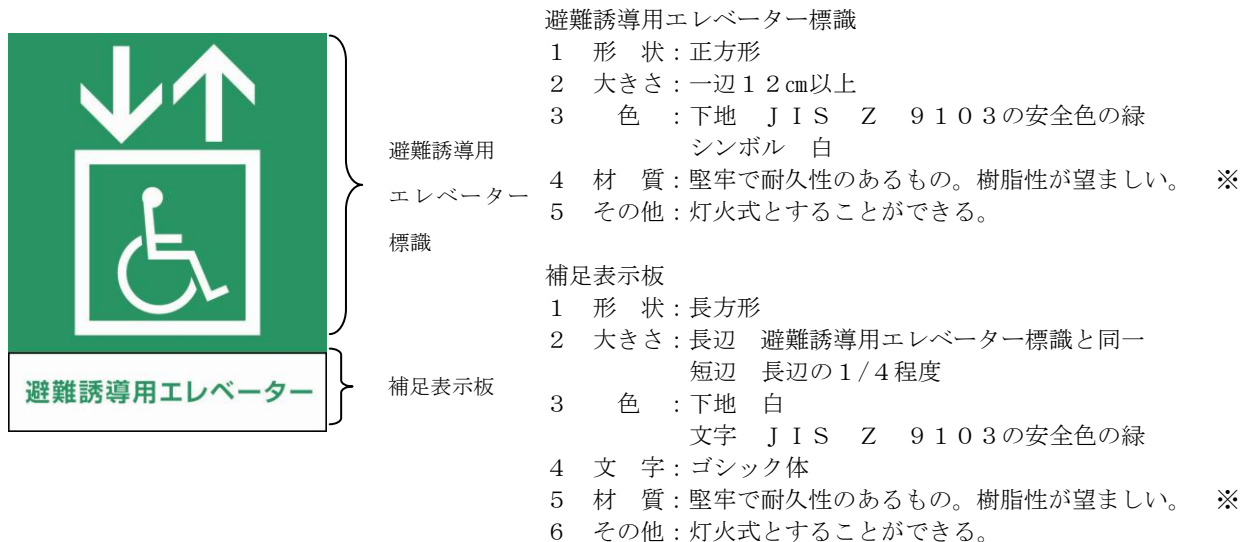 避難誘導用エレベーター
避難誘導用
エレベーター
標識
補足表示板
避難誘導用エレベーター標識
１　形　状：正方形
２　大きさ：一辺１２㎝以上
３　　色　：下地　ＪＩＳ　Ｚ　９１０３の安全色の緑
シンボル　白
４　材　質：堅牢で耐久性のあるもの。樹脂性が望ましい。　※
５　その他：灯火式とすることができる。
補足表示板
１　形　状：長方形
２　大きさ：長辺　避難誘導用エレベーター標識と同一
短辺　長辺の１/４程度
３　　色　：下地　白
文字　ＪＩＳ　Ｚ　９１０３の安全色の緑
４　文　字：ゴシック体
５　材　質：堅牢で耐久性のあるもの。樹脂性が望ましい。　※
６　その他：灯火式とすることができる。